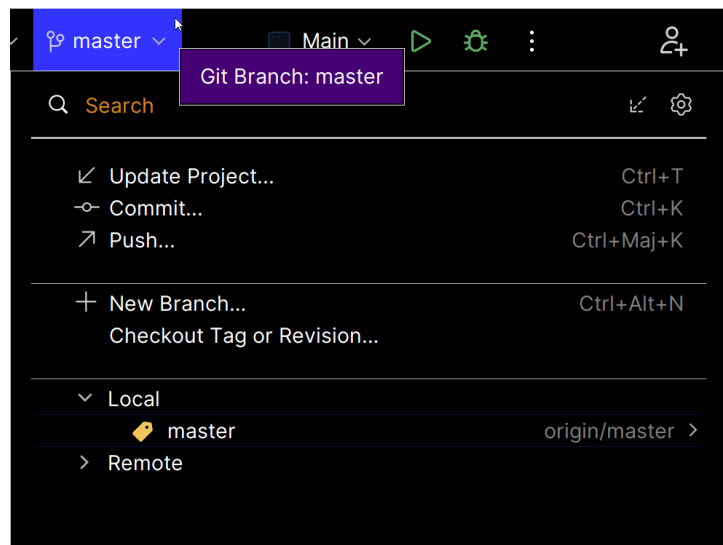 master Main
Git Branch: master
Search
Update Project... Ctrl+T
Commit... Ctrl+K
Push... Ctrl+Maj+K
New Branch... Ctrl+Alt+N
Checkout Tag or Revision...
Local
master origin/master
Remote